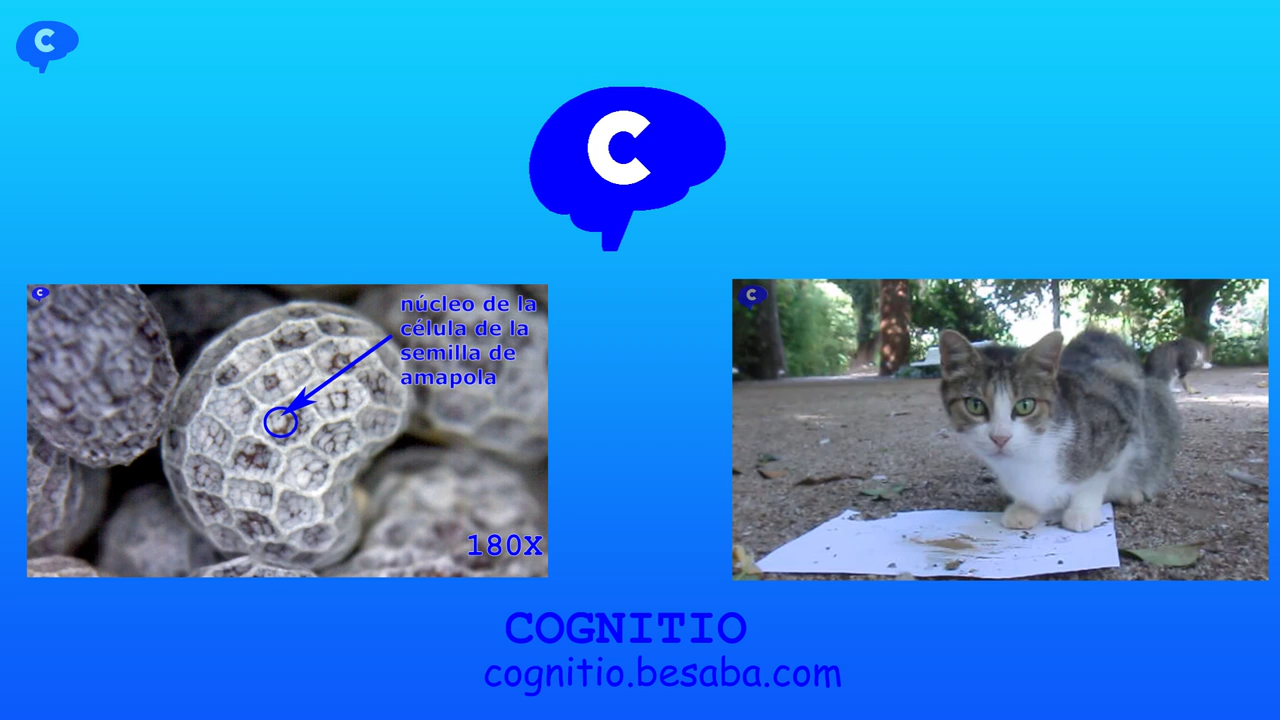 C
C
C
núcleo de la
célula de la
semilla de
amapola
180X
C
COGNITIO
cognitio.besaba.com